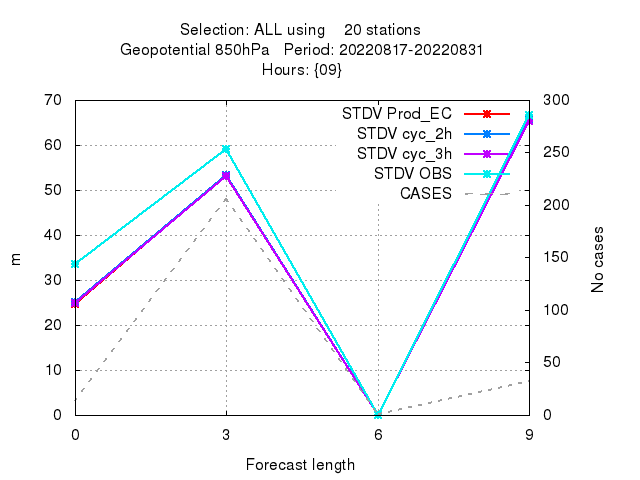 Selection: ALL using    20 stations
Geopotential 850hPa   Period: 20220817-20220831
Hours: {09}
70
60
50
40
30
20
10
0
300
250
200
150
100
50
0
STDV Prod_EC
STDV cyc_2h
STDV cyc_3h
STDV OBS
CASES
m
No cases
0 3 6 9
Forecast length